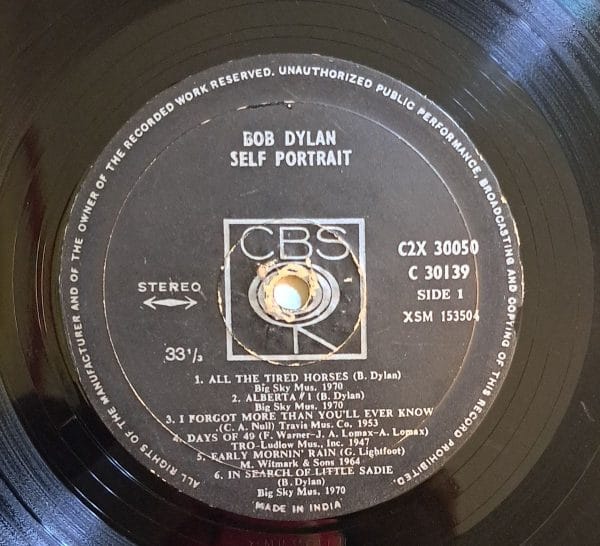 ALL RIGHTS OF THE MANUFACTURER AND OF THE OWNER OF THE RECORDED WORK RESERVED. UNAUTHORIZED PUBLIC PERFORMANCE, BROADCASTING AND COPYING OF THIS RECORD PROHIBITED.
BOB DYLAN
SELF PORTRAIT
CBS
STEREO
33 1/3
C2X 30050
C 30139
SIDE 1
XSM 153504
1. ALL THE TIRED HORSES (B. Dylan)
Big Sky Mus. 1970
2. ALBERTA #1 (B. Dylan)
Big Sky Mus. 1970
3. I FORGOT MORE THAN YOU'LL EVER KNOW
.(C. A. Null) Travis Mus. Co. 1953
4. DAYS OF 49 (F. Warner-J. A. Lomax-A. Lomax)
TRO-Ludlow Mus., Inc. 1947
5. EARLY MORNIN' RAIN (G. Lightfoot)
M. Witmark & Sons 1964
6. IN SEARCH OF LITTLE SADIE
(B. Dylan)
Big Sky Mus. 1970
MADE IN INDIA